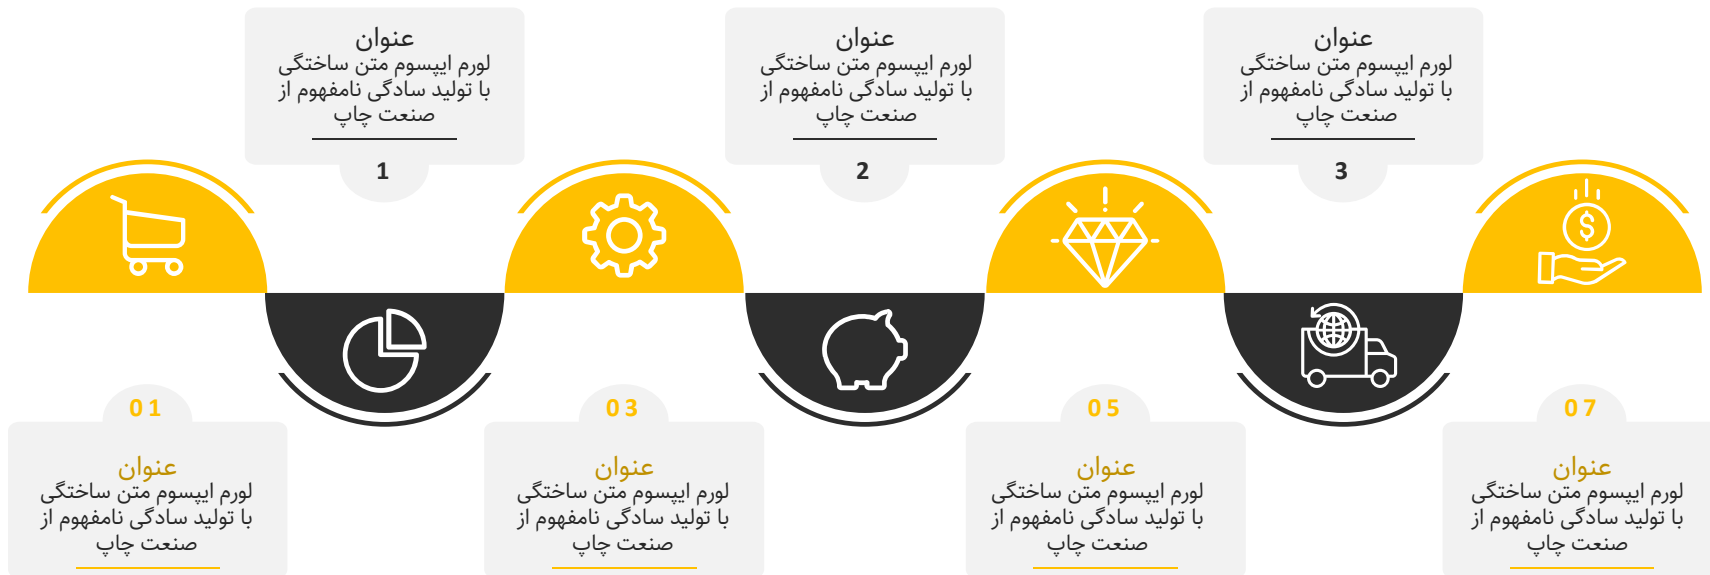 عنوان
لورم ایپسوم متن ساختگی
با تولید سادگی نامفهوم از
صنعت چاپ
1
عنوان
لورم ایپسوم متن ساختگی
با تولید سادگی نامفهوم از
صنعت چاپ
2
عنوان
لورم ایپسوم متن ساختگی
با تولید سادگی نامفهوم از
صنعت چاپ
3
$
01
عنوان
لورم ایپسوم متن ساختگی
با تولید سادگی نامفهوم از
صنعت چاپ
03
عنوان
لورم ایپسوم متن ساختگی
با تولید سادگی نامفهوم از
صنعت چاپ
05
عنوان
لورم ایپسوم متن ساختگی
با تولید سادگی نامفهوم از
صنعت چاپ
07
عنوان
لورم ایپسوم متن ساختگی
با تولید سادگی نامفهوم از
صنعت چاپ